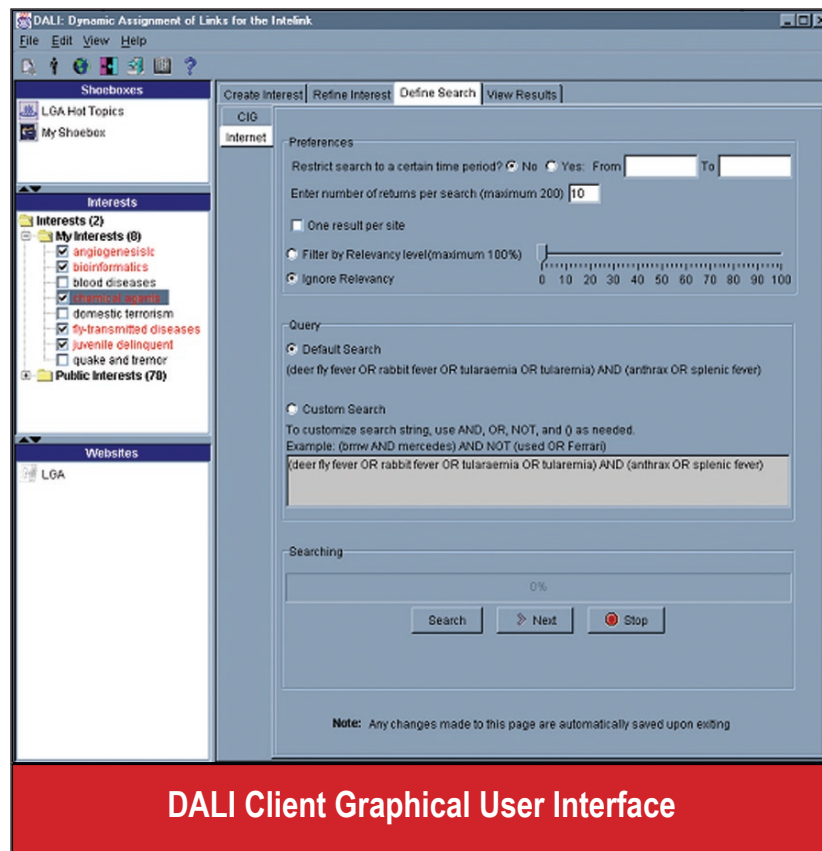 DALI: Dynamic Assignment of Links for the Intelink
File Edit View Help
Shoeboxes
LGA Hot Topics
My Shoebox
Interests
Interests (2)
My Interests (8)
angiogenesisic
bioinformatics
blood diseases
chemical agents
domestic terrorism
fly-transmitted diseases
juvenile delinquent
quake and tremor
Public Interests (78)
Websites
LGA
Create Interest Refine Interest Define Search View Results
CIG
Internet
Preferences
Restrict search to a certain time period? No Yes: From To
Enter number of returns per search (maximum 200) 10
One result per site
Filter by Relevancy level(maximum 100%)
Ignore Relevancy
0 10 20 30 40 50 60 70 80 90 100
Query
Default Search
(deer fly fever OR rabbit fever OR tularaemia OR tularemia) AND (anthrax OR splenic fever)
Custom Search
To customize search string, use AND, OR, NOT, and () as needed.
Example: (bmw AND mercedes) AND NOT (used OR Ferrari)
(deer fly fever OR rabbit fever OR tularaemia OR tularemia) AND (anthrax OR splenic fever)
Searching
0%
Search Next Stop
Note: Any changes made to this page are automatically saved upon exiting
DALI Client Graphical User Interface